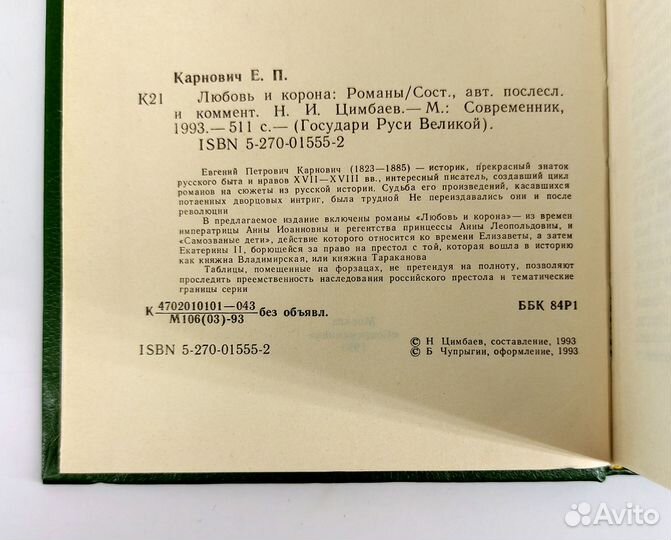 Карнович Е. П.
К21 Любовь и корона: Романы/Сост., авт. послесл.
и коммент. Н. И. Цимбаев.— М.: Современник,
1993.— 511 с.— (Государи Руси Великой).
ISBN 5-270-01555-2
Евгений Петрович Карнович (1823—1885) — историк, прекрасный знаток
русского быта и нравов XVII—XVIII вв., интересный писатель, создавший цикл
романов на сюжеты из русской истории. Судьба его произведений, касавшихся
потаенных дворцовых интриг, была трудной Не переиздавались они и после
революции
В предлагаемое издание включены романы «Любовь и корона»— из времен
императрицы Анны Иоанновны и регентства принцессы Анны Леопольдовны, и
«Самозваные дети», действие которого относится ко времени Елизаветы, а затем
Екатерины II, борющейся за право на престол с той, которая вошла в историю
как княжна Владимирская, или княжна Тараканова
Таблицы, помещенные на форзацах, не претендуя на полноту, позволяют
проследить преемственность наследования российского престола и тематические
границы серии
К 4702010101—043 без объявл. ББК 84Р1
М106(03)-93
ISBN 5-270-01555-2
© Н Цимбаев, составление, 1993
© Б Чупрыгин, оформление, 1993
Avito